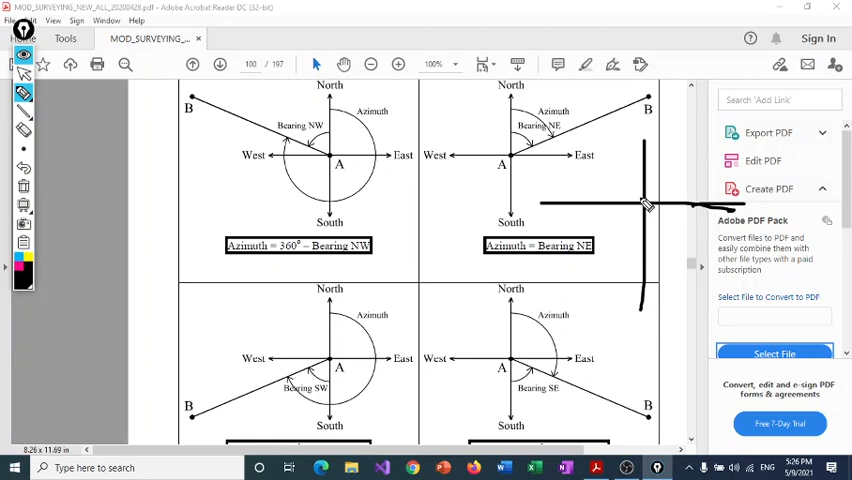 MOD_SURVEYING_NEW_ALL_20200428.pdf - Adobe Acrobat Reader DC (32-bit)
File Edit View Sign Window Help
Home Tools MOD_SURVEYING_... × Sign In
100 / 197 100%
North North
B Azimuth Azimuth B
Bearing NW Bearing NE
West East West East
A A
South South
Azimuth = 360° – Bearing NW Azimuth = Bearing NE
North North
Azimuth Azimuth
West East West East
A A
Bearing SW Bearing SE
B B
South South
8.26 x 11.69 in
Search 'Add Link'
Export PDF
Edit PDF
Create PDF
Adobe PDF Pack
Convert files to PDF and
easily combine them with
other file types with a paid
subscription
Select File to Convert to PDF
Select File
Convert, edit and e-sign PDF
forms & agreements
Free 7-Day Trial
Type here to search
ENG
5:26 PM
5/9/2021